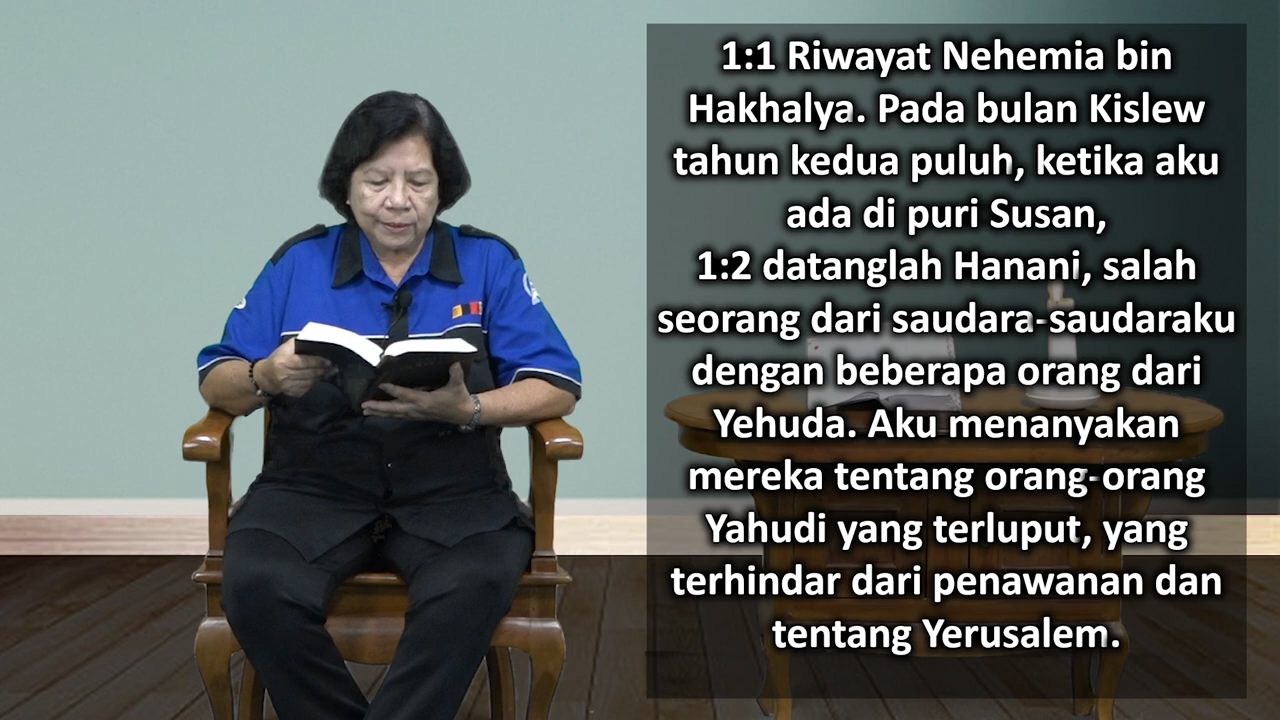 1:1 Riwayat Nehemia bin
Hakhalya. Pada bulan Kislew
tahun kedua puluh, ketika aku
ada di puri Susan,
1:2 datanglah Hanani, salah
seorang dari saudara-saudaraku
dengan beberapa orang dari
Yehuda. Aku menanyakan
mereka tentang orang-orang
Yahudi yang terluput, yang
terhindar dari penawanan dan
tentang Yerusalem.